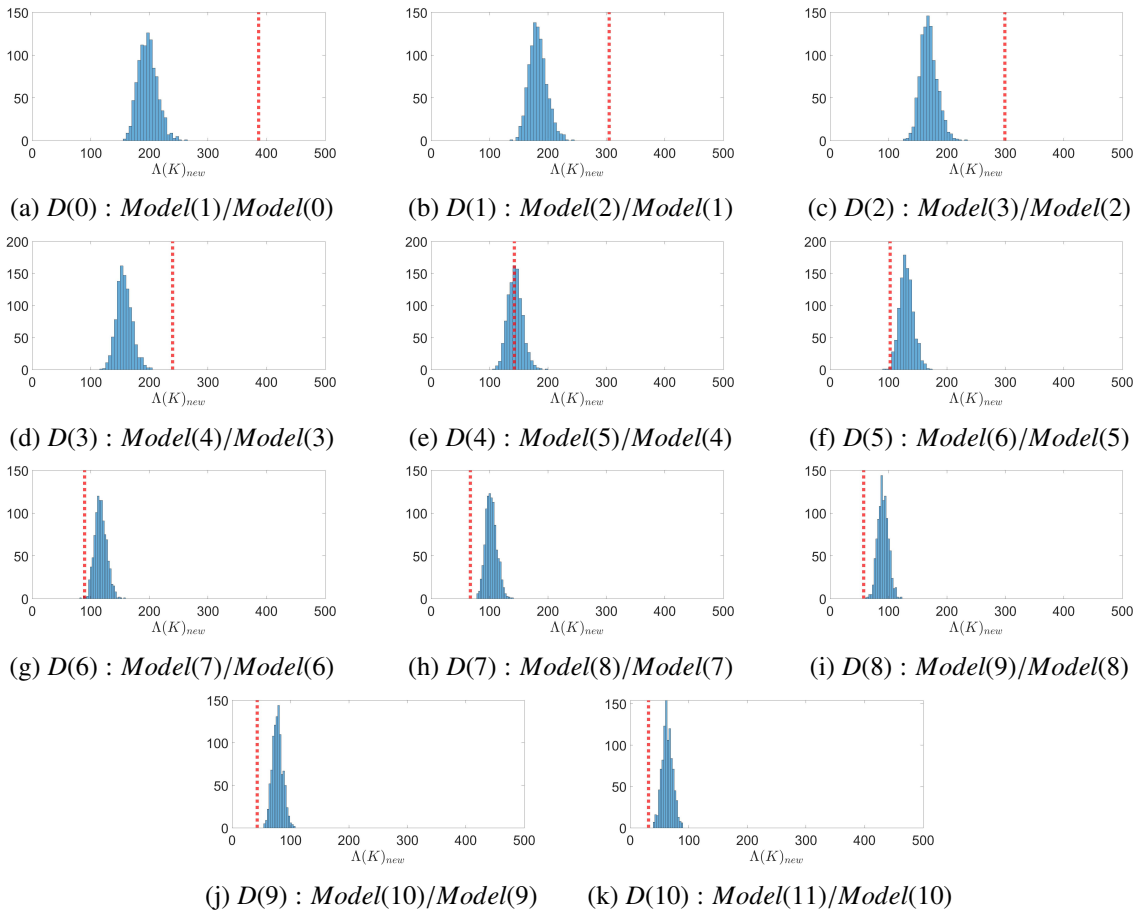 150
100
50
0
0 100 200 300 400 500
Λ(K)new
(a) D(0) : Model(1)/Model(0)
150
100
50
0
0 100 200 300 400 500
Λ(K)new
(b) D(1) : Model(2)/Model(1)
150
100
50
0
0 100 200 300 400 500
Λ(K)new
(c) D(2) : Model(3)/Model(2)
200
150
100
50
0
0 100 200 300 400 500
Λ(K)new
(d) D(3) : Model(4)/Model(3)
200
150
100
50
0
0 100 200 300 400 500
Λ(K)new
(e) D(4) : Model(5)/Model(4)
200
150
100
50
0
0 100 200 300 400 500
Λ(K)new
(f) D(5) : Model(6)/Model(5)
150
100
50
0
0 100 200 300 400 500
Λ(K)new
(g) D(6) : Model(7)/Model(6)
150
100
50
0
0 100 200 300 400 500
Λ(K)new
(h) D(7) : Model(8)/Model(7)
150
100
50
0
0 100 200 300 400 500
Λ(K)new
(i) D(8) : Model(9)/Model(8)
150
100
50
0
0 100 200 300 400 500
Λ(K)new
(j) D(9) : Model(10)/Model(9)
150
100
50
0
0 100 200 300 400 500
Λ(K)new
(k) D(10) : Model(11)/Model(10)